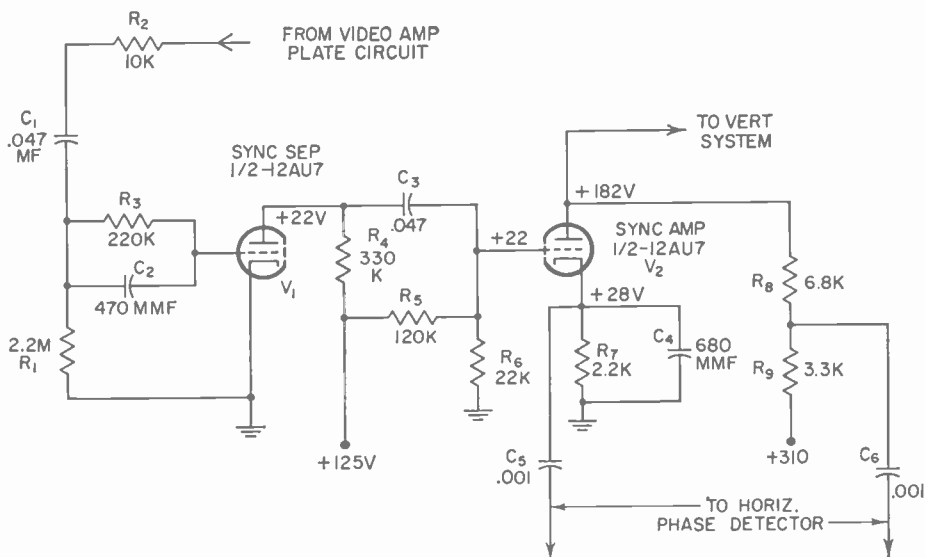 R2
10K
FROM VIDEO AMP
PLATE CIRCUIT
C1
.047
MF
SYNC SEP
1/2-12AU7
R3
220K
C2
470 MMF
2.2M
R1
+22V
V1
C3
.047
R4
330
K
R5
120K
R6
22K
+125V
+22
TO VERT
SYSTEM
+182V
SYNC AMP
1/2-12AU7
V2
+28V
R7
2.2K
C4
680
MMF
R8
6.8K
R9
3.3K
+310
C5
.001
C6
.001
TO HORIZ.
PHASE DETECTOR